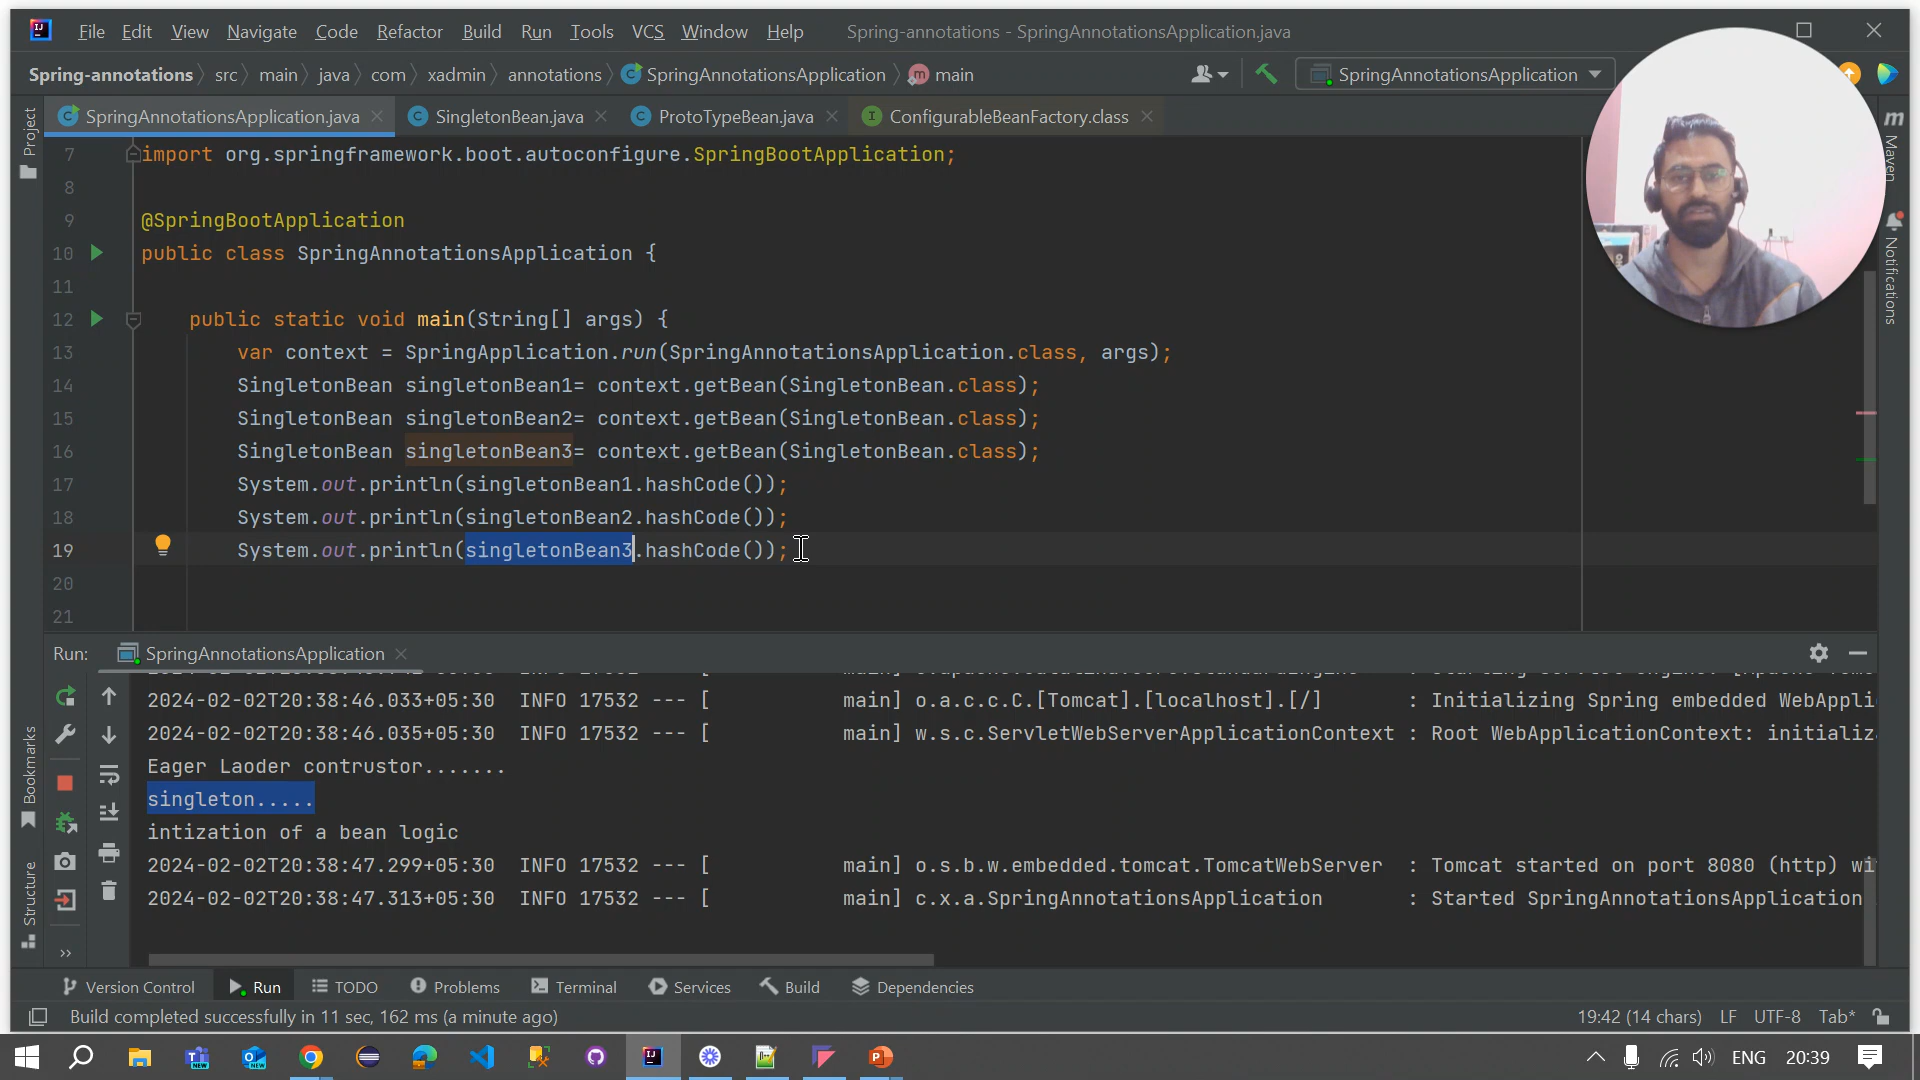 File Edit View Navigate Code Refactor Build Run Tools VCS Window Help Spring-annotations - SpringAnnotationsApplication.java
Spring-annotations src main java com xadmin annotations SpringAnnotationsApplication main SpringAnnotationsApplication
SpringAnnotationsApplication.java SingletonBean.java ProtoTypeBean.java ConfigurableBeanFactory.class
Project
Maven
Notifications
7 import org.springframework.boot.autoconfigure.SpringBootApplication;
8
9 @SpringBootApplication
10 public class SpringAnnotationsApplication {
11
12 public static void main(String[] args) {
13 var context = SpringApplication.run(SpringAnnotationsApplication.class, args);
14 SingletonBean singletonBean1= context.getBean(SingletonBean.class);
15 SingletonBean singletonBean2= context.getBean(SingletonBean.class);
16 SingletonBean singletonBean3= context.getBean(SingletonBean.class);
17 System.out.println(singletonBean1.hashCode());
18 System.out.println(singletonBean2.hashCode());
19 System.out.println(singletonBean3.hashCode());
20
21
Run: SpringAnnotationsApplication
2024-02-02T20:38:46.033+05:30 INFO 17532 --- [ main] o.a.c.c.C.[Tomcat].[localhost].[/] : Initializing Spring embedded WebAppli
2024-02-02T20:38:46.035+05:30 INFO 17532 --- [ main] w.s.c.ServletWebServerApplicationContext : Root WebApplicationContext: initializ
Eager Laoder contrustor.......
singleton.....
intization of a bean logic
2024-02-02T20:38:47.299+05:30 INFO 17532 --- [ main] o.s.b.w.embedded.tomcat.TomcatWebServer : Tomcat started on port 8080 (http) wi
2024-02-02T20:38:47.313+05:30 INFO 17532 --- [ main] c.x.a.SpringAnnotationsApplication : Started SpringAnnotationsApplication
Bookmarks
Structure
Version Control Run TODO Problems Terminal Services Build Dependencies
Build completed successfully in 11 sec, 162 ms (a minute ago) 19:42 (14 chars) LF UTF-8 Tab*
ENG 20:39